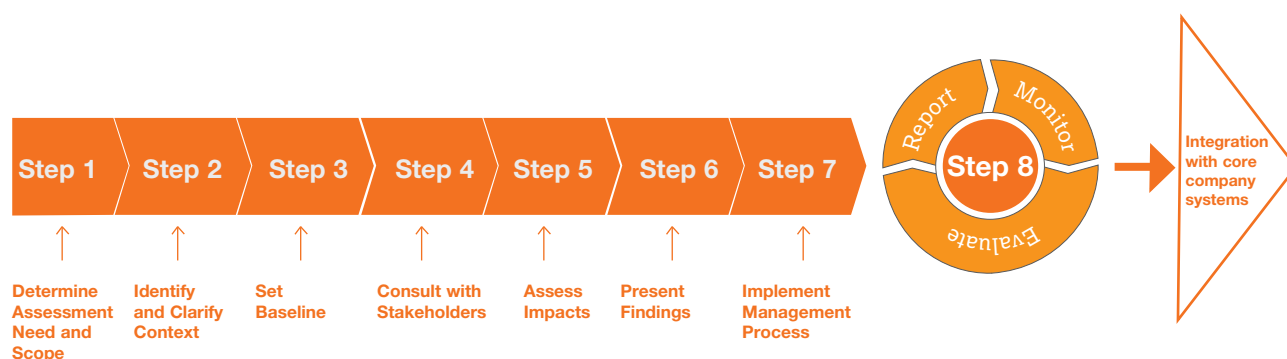 Step 1
Step 2
Step 3
Step 4
Step 5
Step 6
Step 7
Report
Monitor
Step 8
Evaluate
Integration
with core
company
systems
Determine
Assessment
Need and
Scope
Identify
and Clarify
Context
Set
Baseline
Consult with
Stakeholders
Assess
Impacts
Present
Findings
Implement
Management
Process